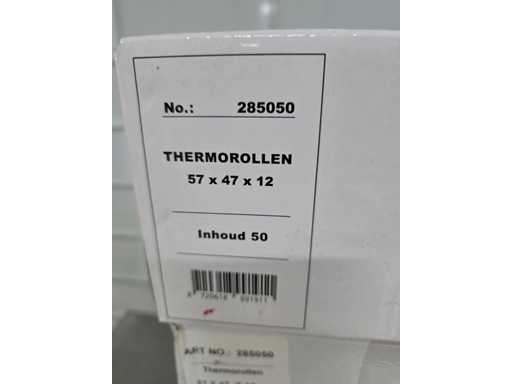 No.: 285050
THERMOROLLEN
57 x 47 x 12
Inhoud 50
ART NO.: 285050
Thermorollen